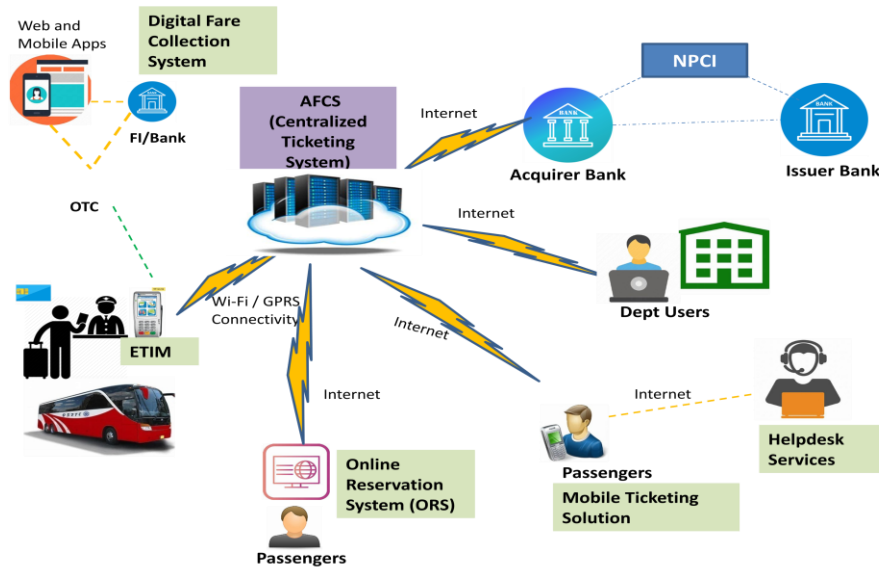 Web and
Mobile Apps
Digital Fare
Collection
System
FI/Bank
OTC
AFCS
(Centralized
Ticketing
System)
Internet
NPCI
BANK
Acquirer Bank
BANK
Issuer Bank
Internet
Dept Users
Wi-Fi / GPRS
Connectivity
ETIM
Internet
Internet
Online
Reservation
System (ORS)
Passengers
Internet
Passengers
Mobile Ticketing
Solution
Helpdesk
Services